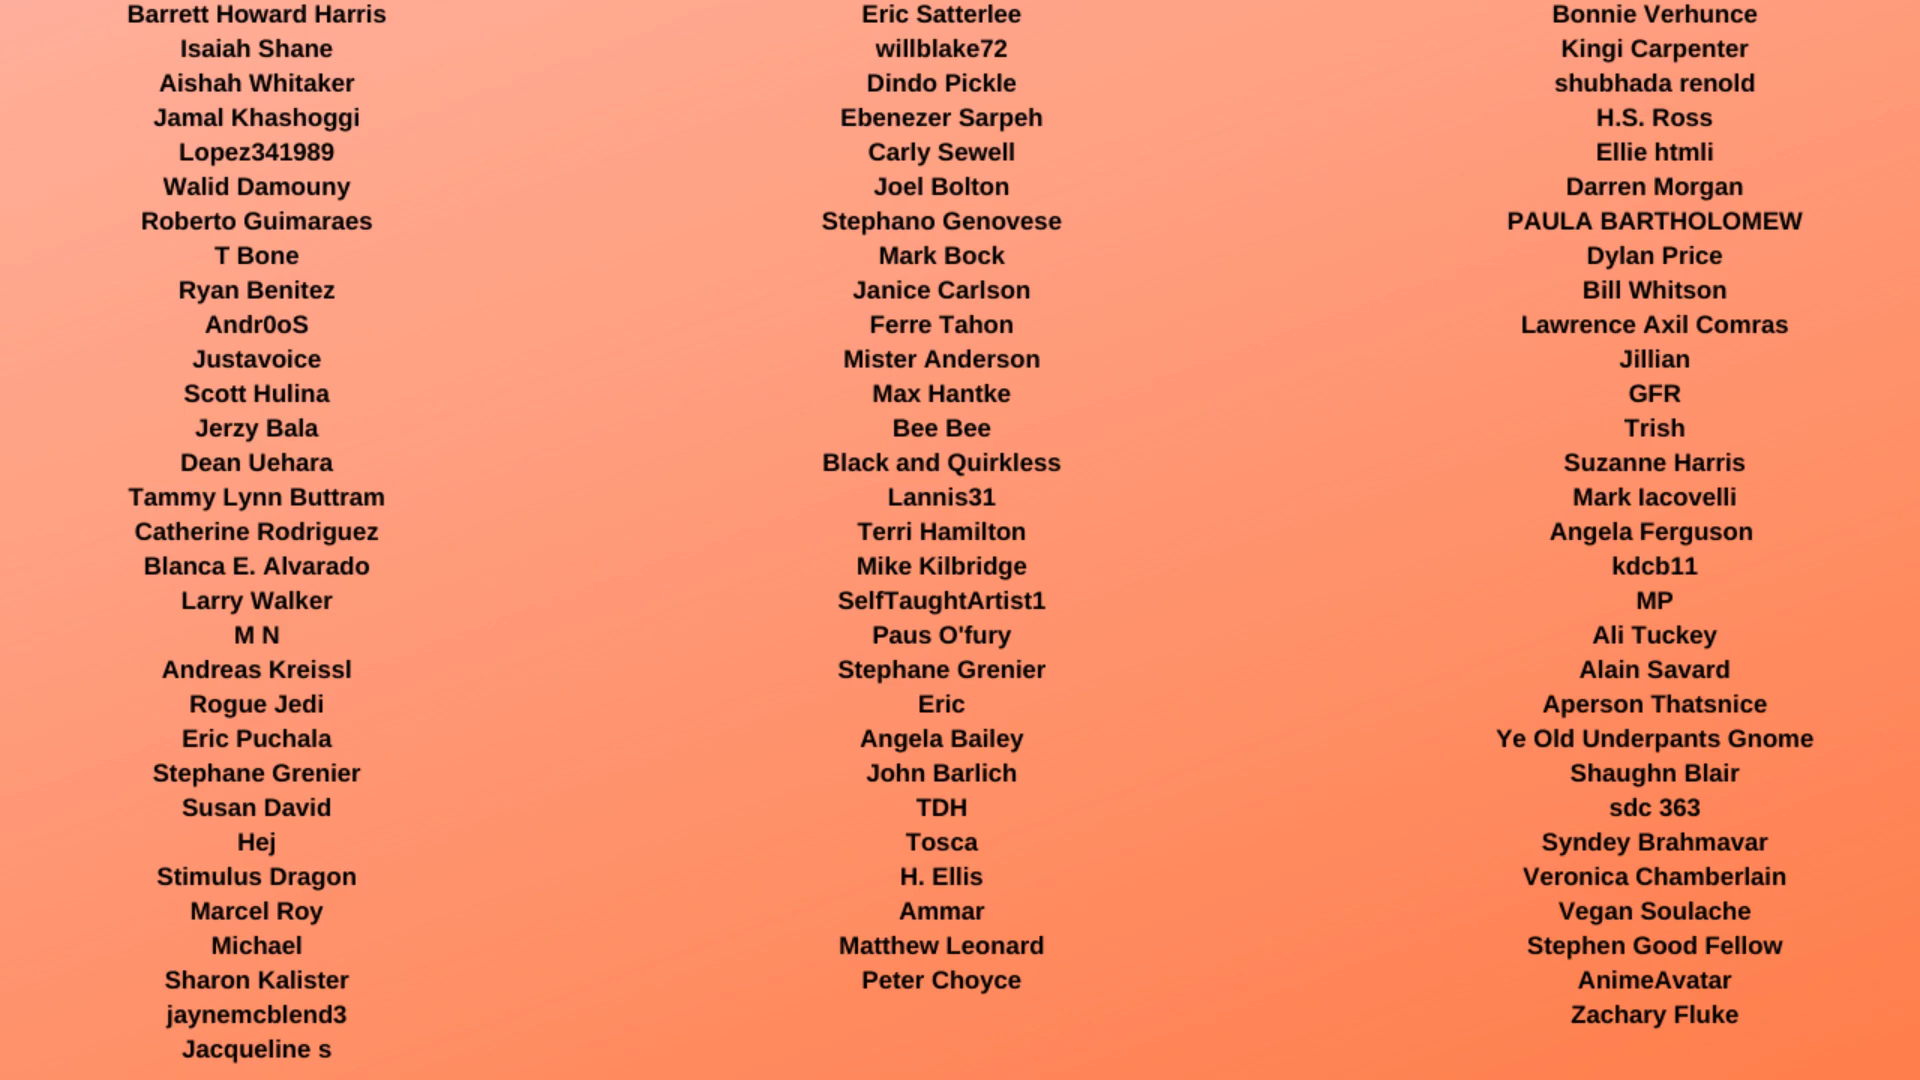 Barrett Howard Harris
Isaiah Shane
Aishah Whitaker
Jamal Khashoggi
Lopez341989
Walid Damouny
Roberto Guimaraes
T Bone
Ryan Benitez
Andr0oS
Justavoice
Scott Hulina
Jerzy Bala
Dean Uehara
Tammy Lynn Buttram
Catherine Rodriguez
Blanca E. Alvarado
Larry Walker
M N
Andreas Kreissl
Rogue Jedi
Eric Puchala
Stephane Grenier
Susan David
Hej
Stimulus Dragon
Marcel Roy
Michael
Sharon Kalister
jaynemcblend3
Jacqueline s
Eric Satterlee
willblake72
Dindo Pickle
Ebenezer Sarpeh
Carly Sewell
Joel Bolton
Stephano Genovese
Mark Bock
Janice Carlson
Ferre Tahon
Mister Anderson
Max Hantke
Bee Bee
Black and Quirkless
Lannis31
Terri Hamilton
Mike Kilbridge
SelfTaughtArtist1
Paus O'fury
Stephane Grenier
Eric
Angela Bailey
John Barlich
TDH
Tosca
H. Ellis
Ammar
Matthew Leonard
Peter Choyce
Bonnie Verhunce
Kingi Carpenter
shubhada renold
H.S. Ross
Ellie htmli
Darren Morgan
PAULA BARTHOLOMEW
Dylan Price
Bill Whitson
Lawrence Axil Comras
Jillian
GFR
Trish
Suzanne Harris
Mark Iacovelli
Angela Ferguson
kdcb11
MP
Ali Tuckey
Alain Savard
Aperson Thatsnice
Ye Old Underpants Gnome
Shaughn Blair
sdc 363
Syndey Brahmavar
Veronica Chamberlain
Vegan Soulache
Stephen Good Fellow
AnimeAvatar
Zachary Fluke